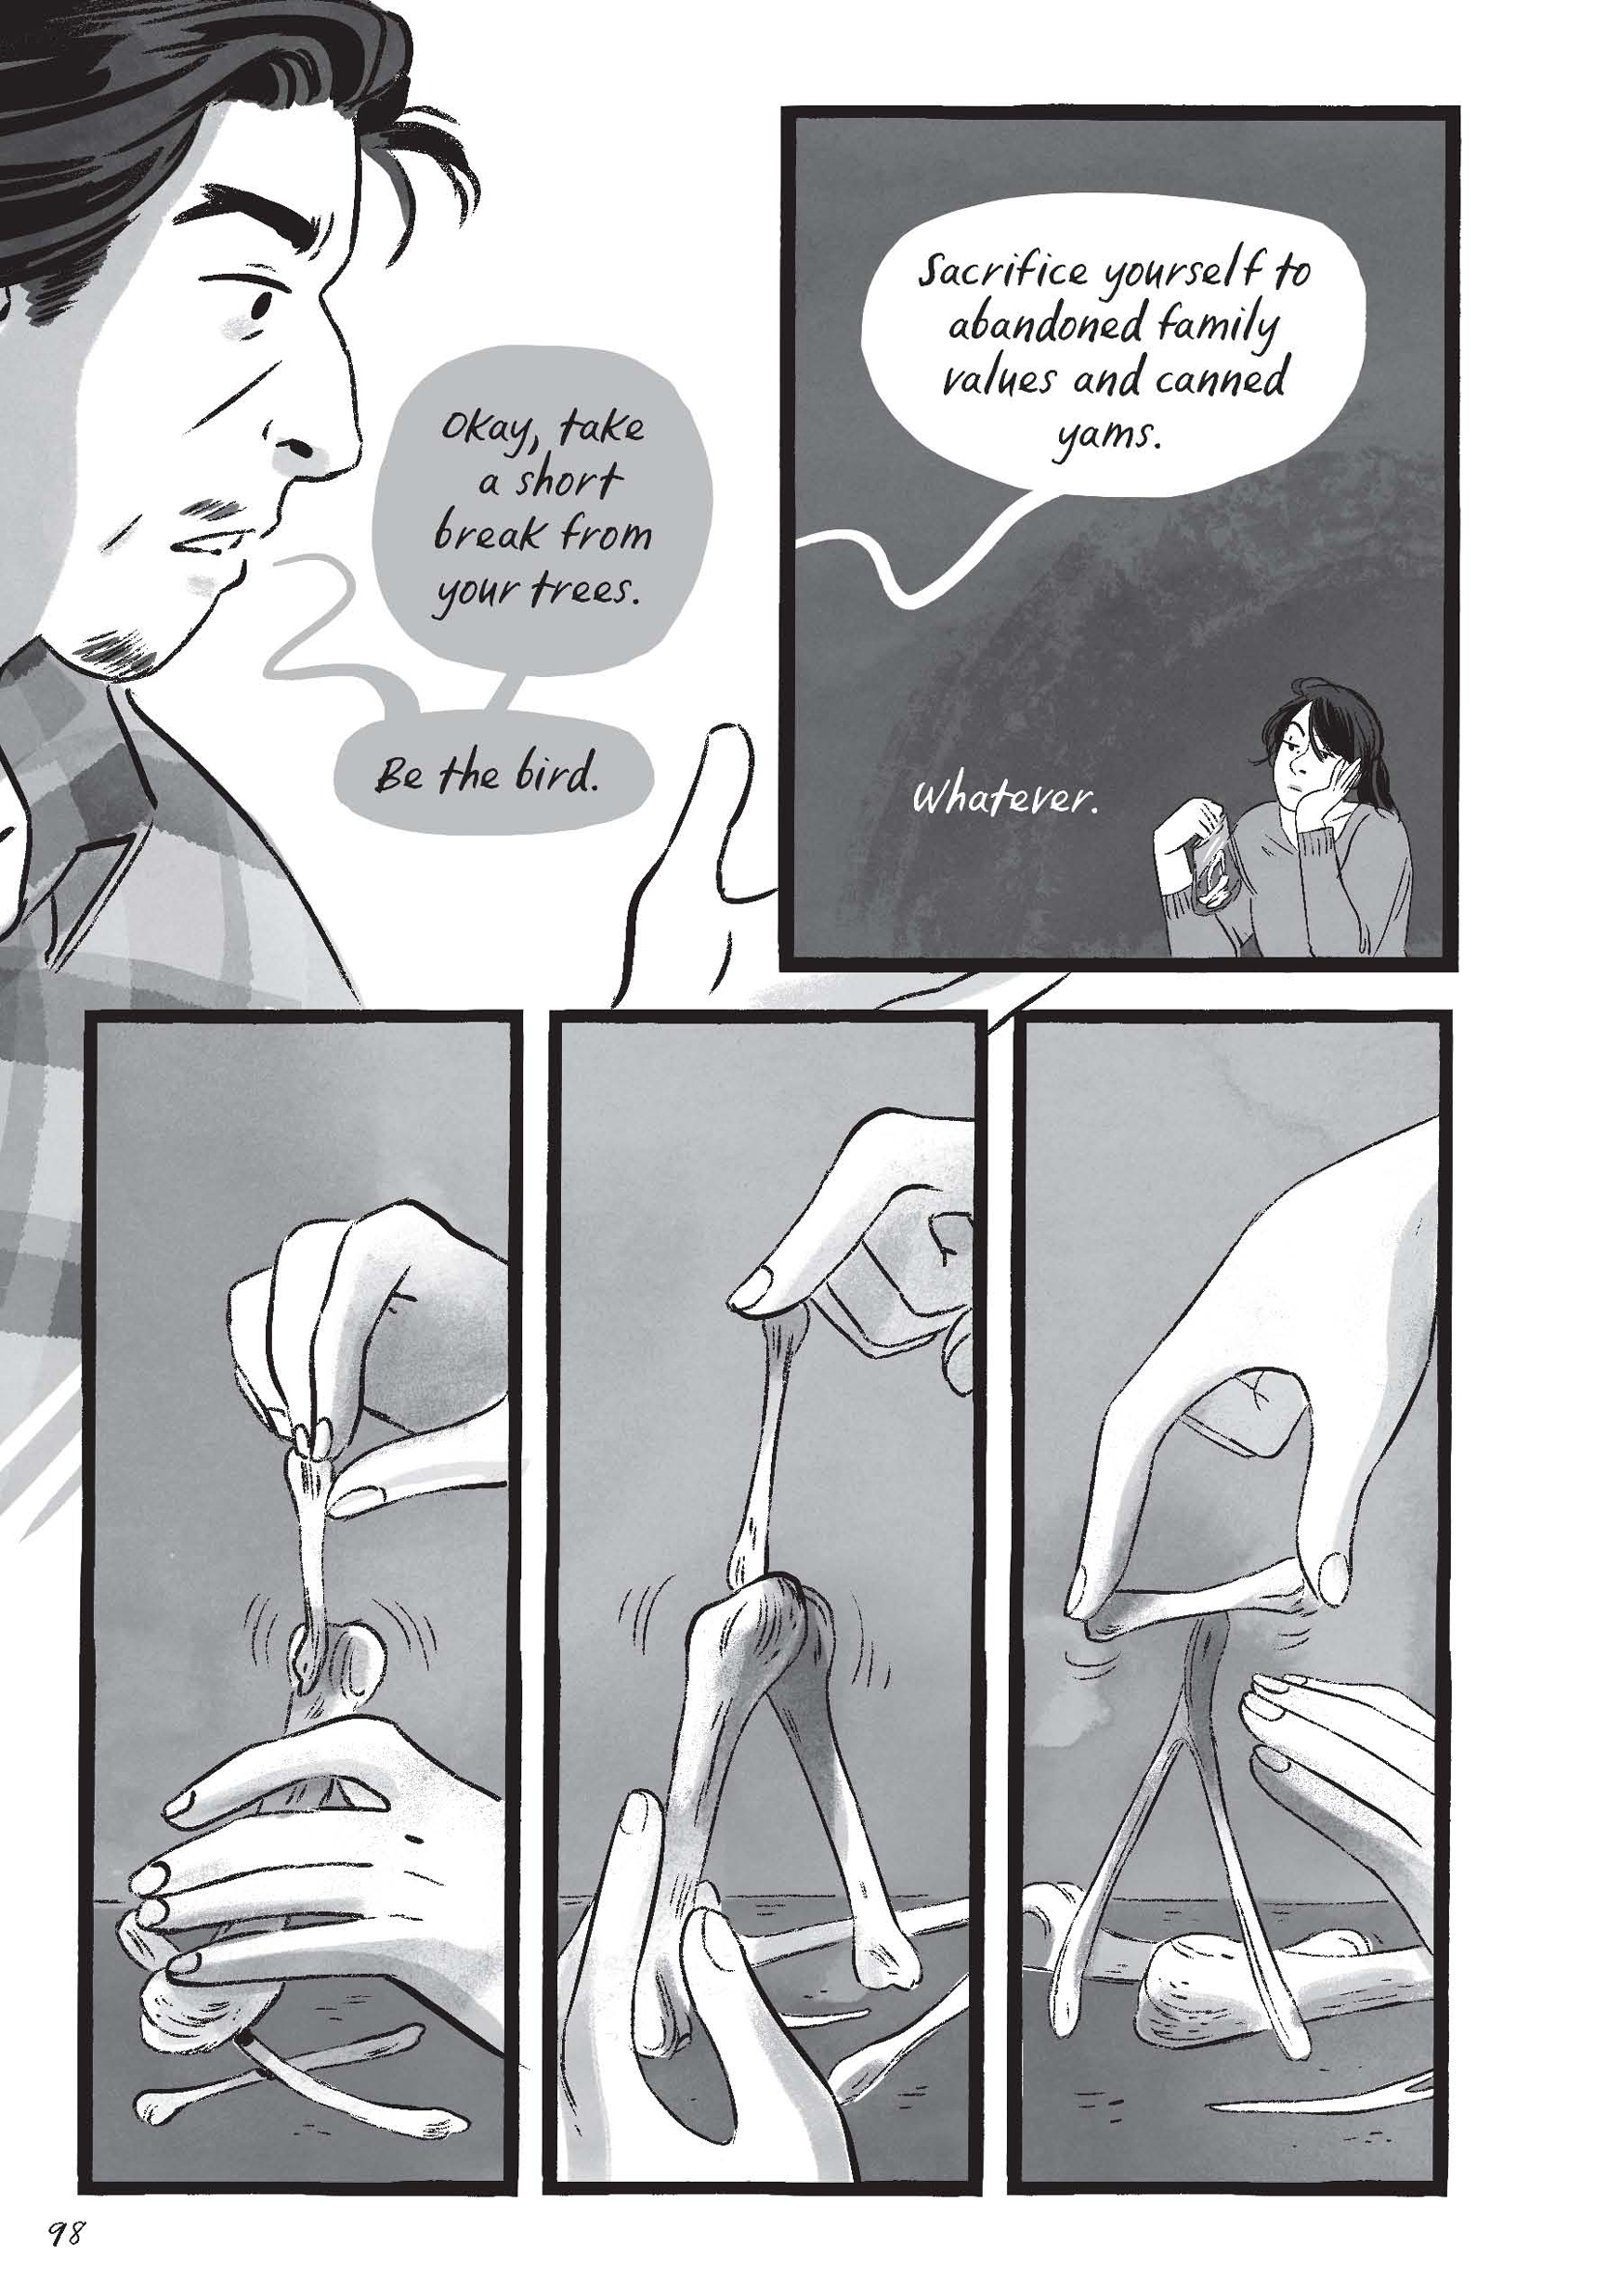 Okay, take
a short
break from
your trees.
Be the bird.
Sacrifice yourself to
abandoned family
values and canned
yams.
Whatever.
98